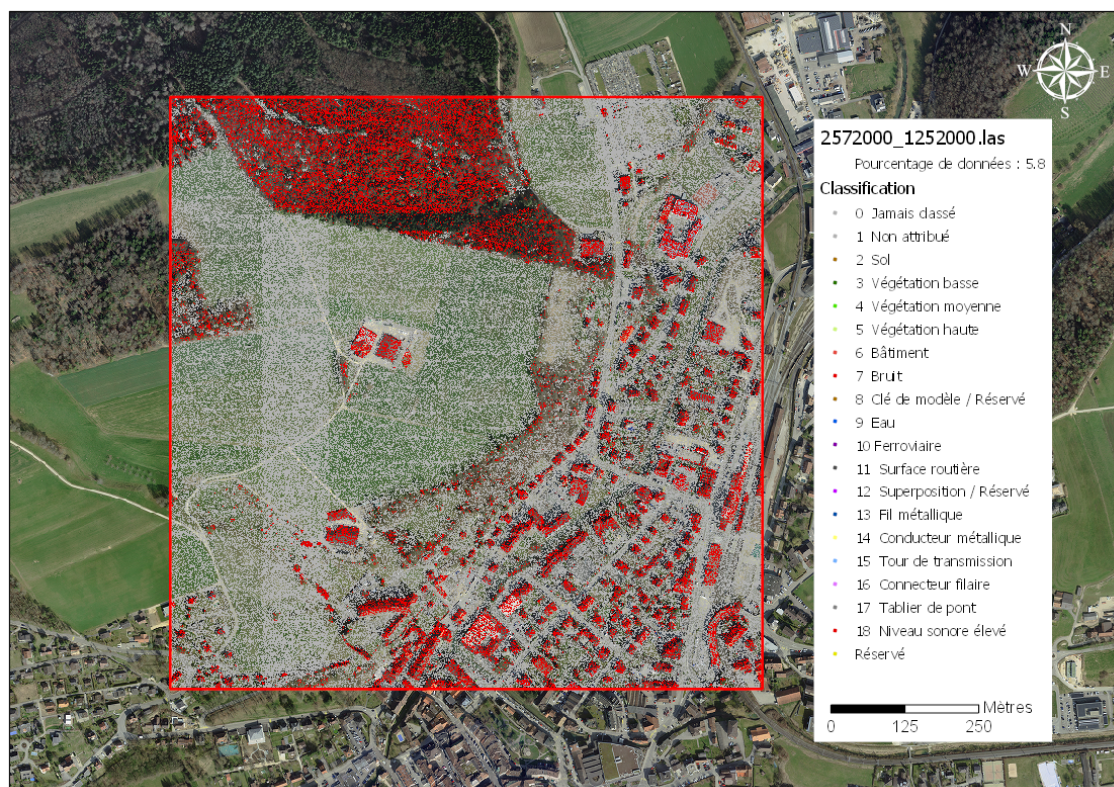 N
W E
S
2572000_1252000.las
Pourcentage de données : 5.8
Classification
0 Jamais classé
1 Non attribué
2 Sol
3 Végétation basse
4 Végétation moyenne
5 Végétation haute
6 Bâtiment
7 Bruit
8 Clé de modèle / Réservé
9 Eau
10 Ferroviaire
11 Surface routière
12 Superposition / Réservé
13 Fil métallique
14 Conducteur métallique
15 Tour de transmission
16 Connecteur filaire
17 Tablier de pont
18 Niveau sonore élevé
Réservé
Mètres
0 125 250